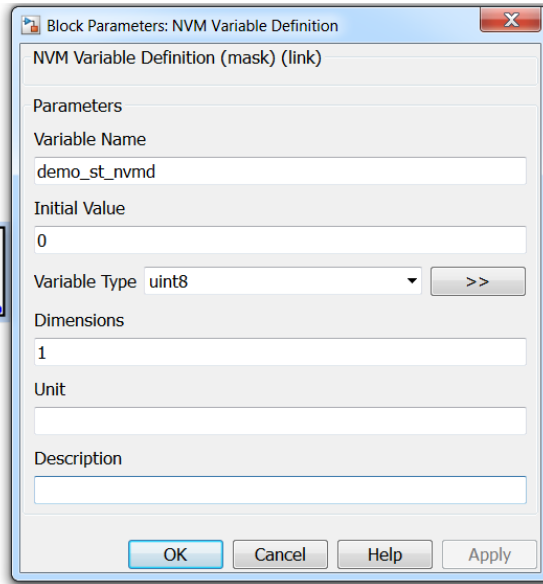 Block Parameters: NVM Variable Definition
NVM Variable Definition (mask) (link)
Parameters
Variable Name
demo_st_nvmd
Initial Value
0
Variable Type uint8 >>
Dimensions
1
Unit
Description
OK Cancel Help Apply